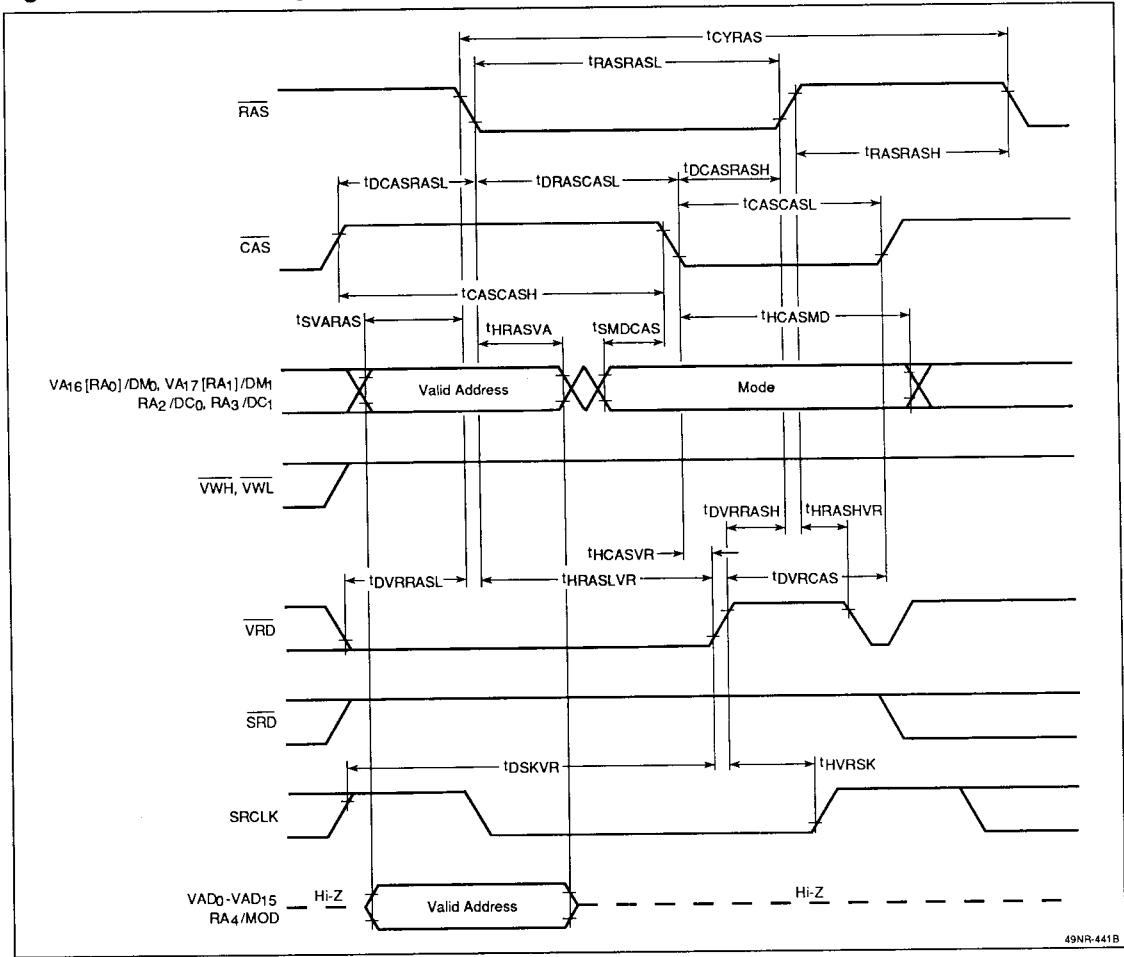 tCYRAS
tRASRASL
RAS
tRASRASH
tDCASRASL
tDRASCASL
tDCASRASH
tCASCASL
CAS
tCASCASH
tSVARAS
tHRASVA
tSMDCAS
tHCASMD
VA16 [RA0] /DM0, VA17 [RA1] /DM1
RA2 /DC0, RA3 /DC1
Valid Address
Mode
VWH, VWL
tDVRRASH
tHRASHVR
tHCASVR
tDVRRASL
tHRASLVR
tDVRCAS
VRD
SRD
tDSKVR
tHVRSK
SRCLK
VAD0-VAD15
RA4/MOD
Hi-Z
Valid Address
Hi-Z
49NR-441B